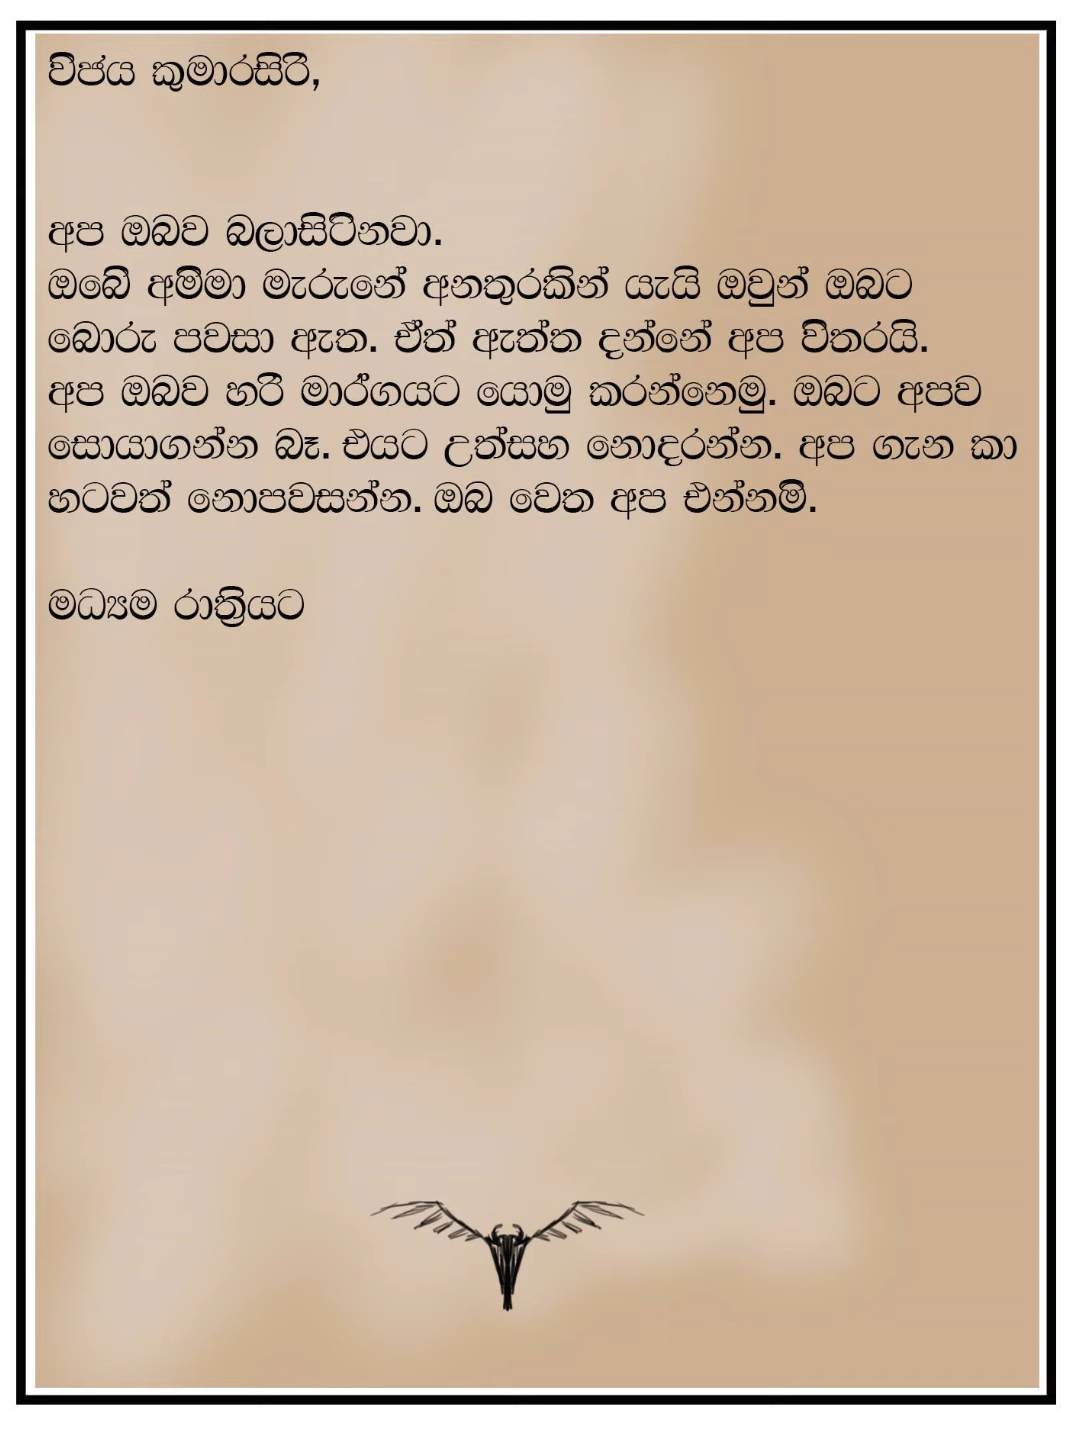 විජය කුමාරසිරි,
අප ඔබව බලාසිටිනවා.
ඔබේ අම්මා මැරුනේ අනතුරකින් යැයි ඔවුන් ඔබට
බොරු පවසා ඇත. ඒත් ඇත්ත දන්නේ අප විතරයි.
අප ඔබව හරි මාර්ගයට යොමු කරන්නෙමු. ඔබට අපව
සොයාගන්න බෑ. එයට උත්සහ නොදරන්න. අප ගැන කා
හටවත් නොපවසන්න. ඔබ වෙත අප එන්නම්.
මධ්‍යම රාත්‍රියට